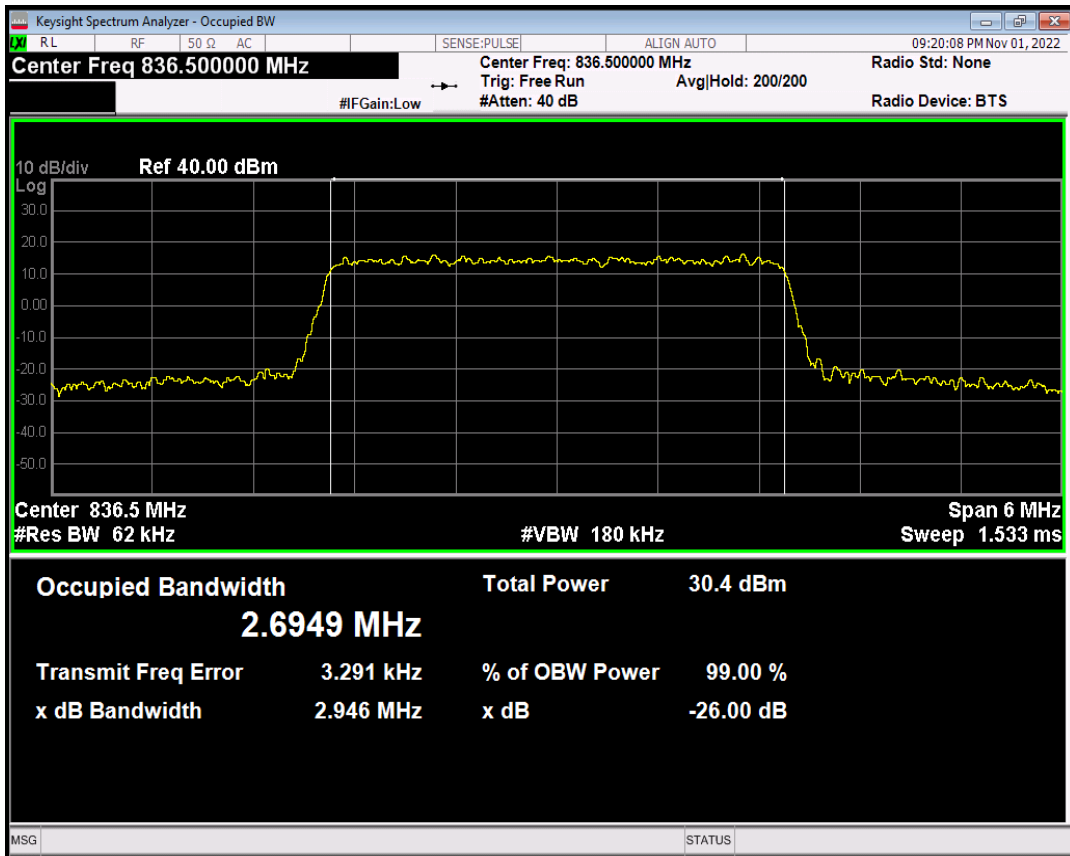 Keysight Spectrum Analyzer - Occupied BW
LXI RL RF 50 Ω AC SENSE:PULSE ALIGN AUTO 09:20:08 PM Nov 01, 2022
Center Freq 836.500000 MHz Center Freq: 836.500000 MHz Radio Std: None
Trig: Free Run Avg|Hold: 200/200
#IFGain:Low #Atten: 40 dB Radio Device: BTS
10 dB/div Ref 40.00 dBm
Log
30.0
20.0
10.0
0.00
-10.0
-20.0
-30.0
-40.0
-50.0
Center 836.5 MHz Span 6 MHz
#Res BW 62 kHz #VBW 180 kHz Sweep 1.533 ms
Occupied Bandwidth Total Power 30.4 dBm
2.6949 MHz
Transmit Freq Error 3.291 kHz % of OBW Power 99.00 %
x dB Bandwidth 2.946 MHz x dB -26.00 dB
MSG STATUS